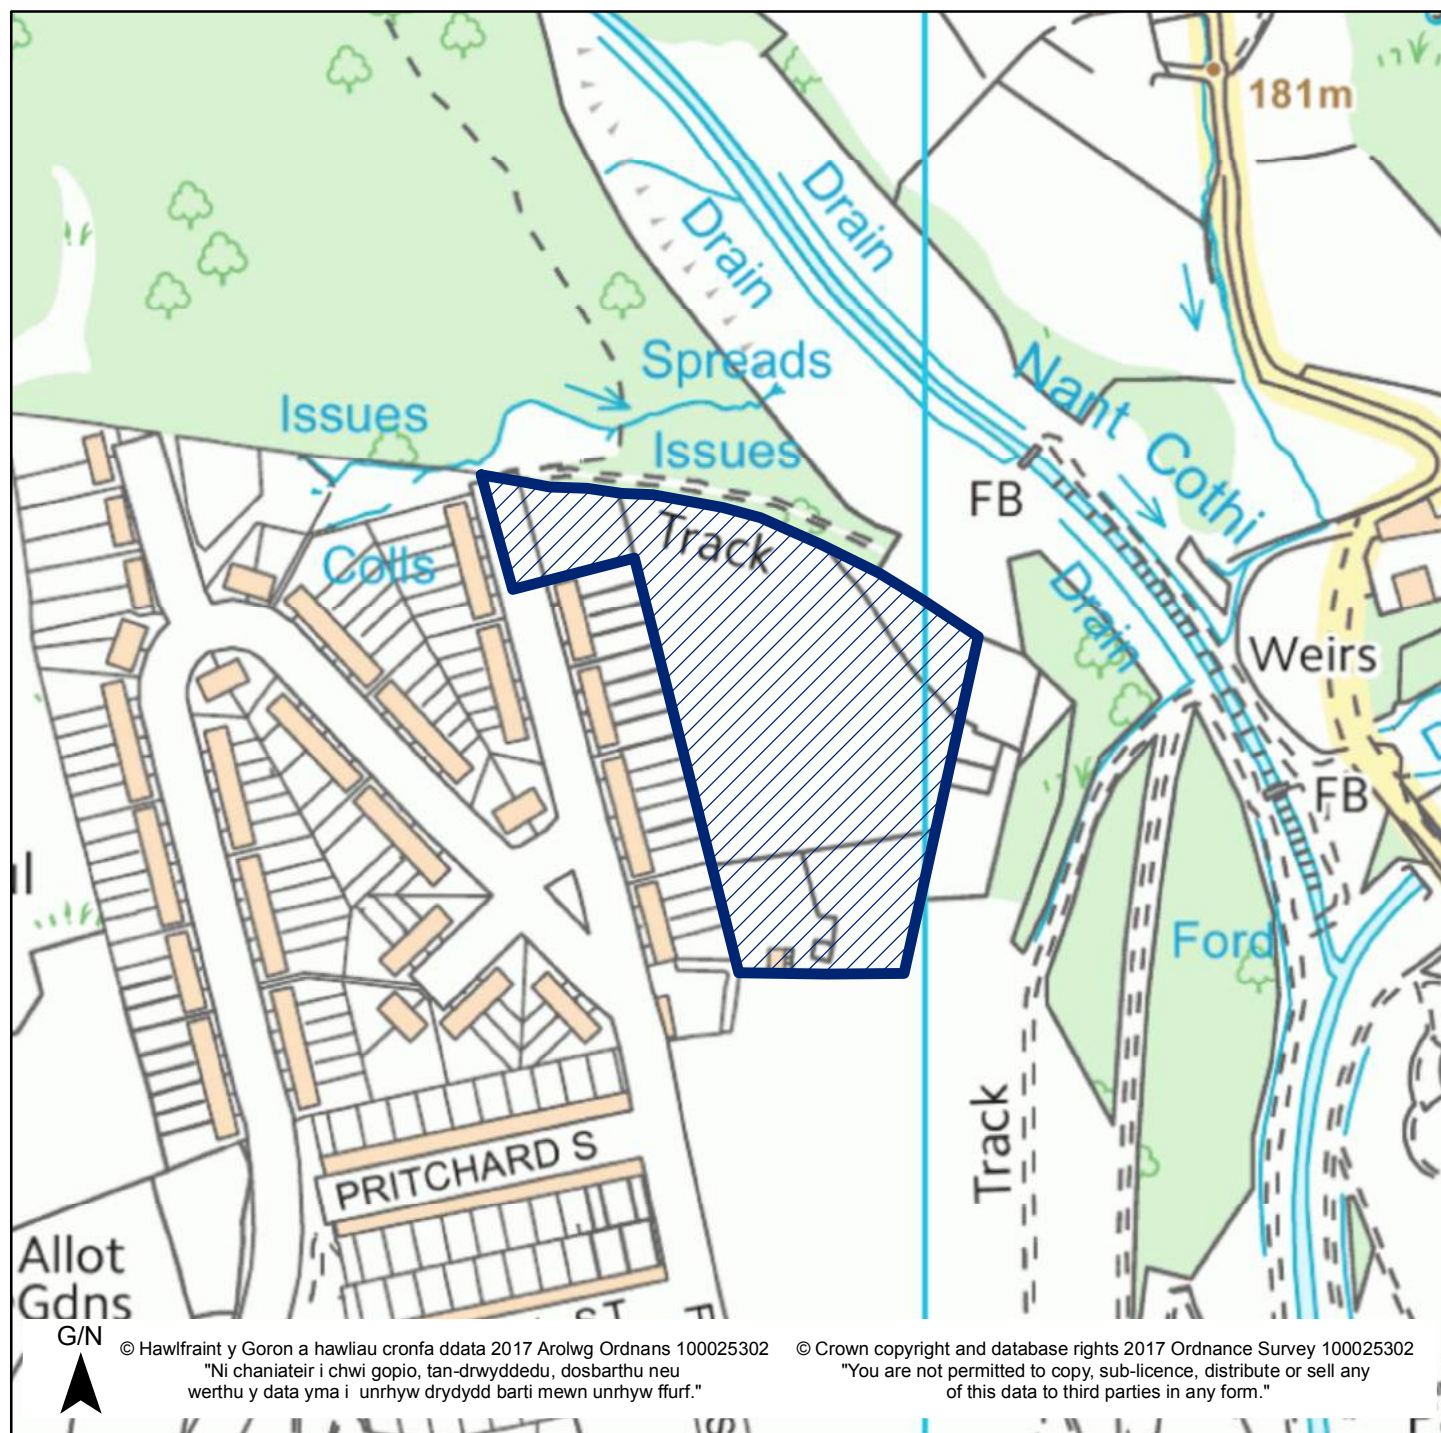 181m
Drain
Drain
Spreads
Issues
Issues
Nant Cothi
FB
Track
Colls
Drain
Weirs
FB
Ford
Track
PRITCHARD S
Allot
Gdns
ST
G/N
© Hawlfraint y Goron a hawliau cronfa ddata 2017 Arolwg Ordnans 100025302
"Ni chaniateir i chwi gopio, tan-drwyddedu, dosbarthu neu
werthu y data yma i unrhyw drydydd barti mewn unrhyw ffurf."
© Crown copyright and database rights 2017 Ordnance Survey 100025302
"You are not permitted to copy, sub-licence, distribute or sell any
of this data to third parties in any form."